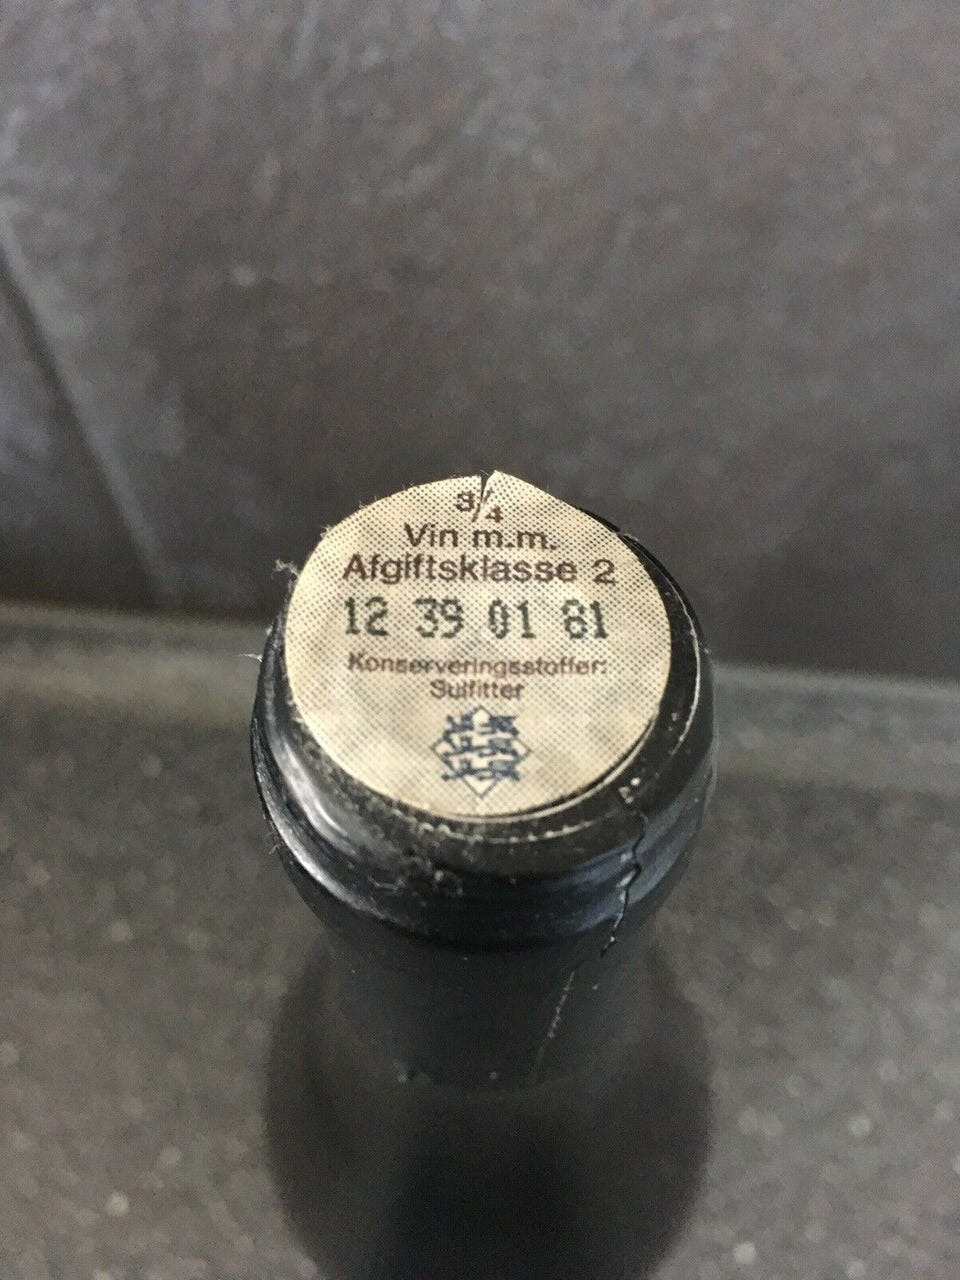 3/4
Vin m.m.
Afgiftsklasse 2
12 39 01 81
Konserveringsstoffer:
Sulfitter